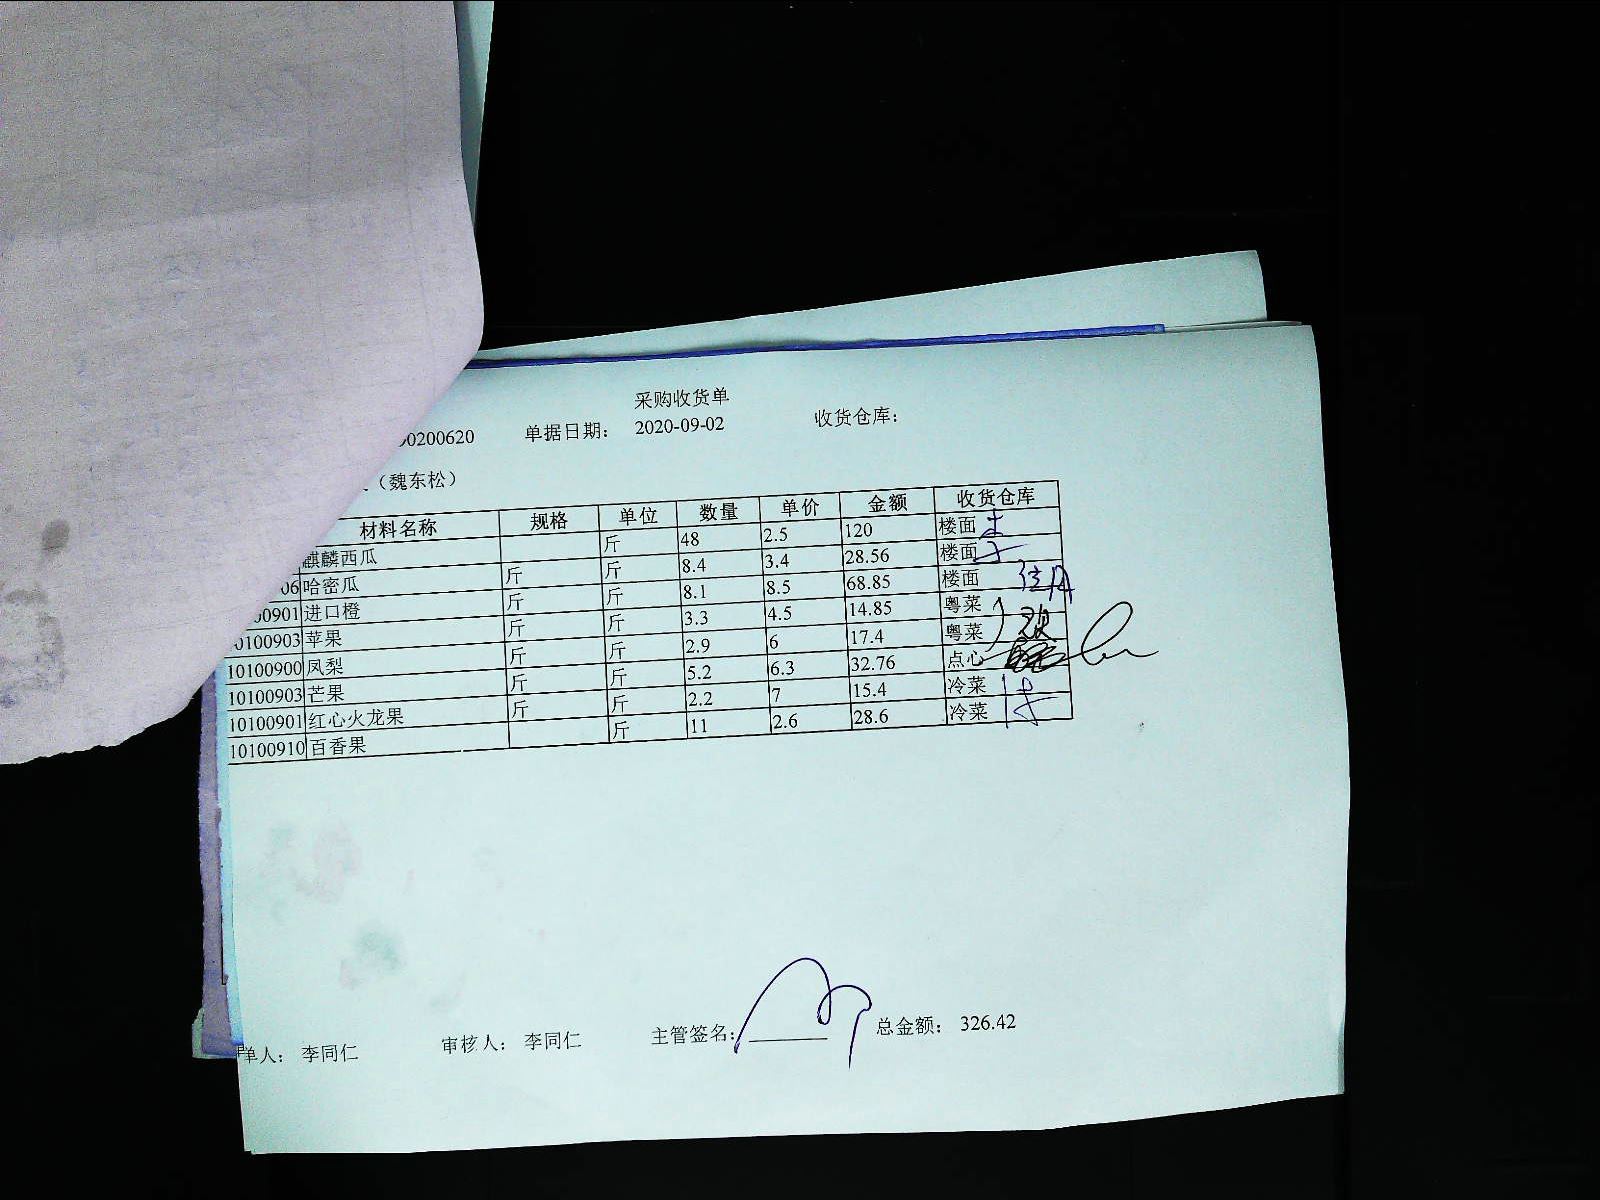 采购收货单
00200620 单据日期: 2020-09-02 收货仓库:
（魏东松）
材料名称 规格 单位 数量 单价 金额 收货仓库
麒麟西瓜 斤 48 2.5 120 楼面
06 哈密瓜 斤 斤 8.4 3.4 28.56 楼面
00901 进口橙 斤 斤 8.1 8.5 68.85 楼面
10100903 苹果 斤 斤 3.3 4.5 14.85 粤菜
10100900 凤梨 斤 斤 2.9 6 17.4 粤菜
10100903 芒果 斤 斤 5.2 6.3 32.76 点心
10100901 红心火龙果 斤 斤 2.2 7 15.4 冷菜
10100910 百香果 斤 11 2.6 28.6 冷菜
单人: 李同仁 审核人: 李同仁 主管签名: 总金额: 326.42